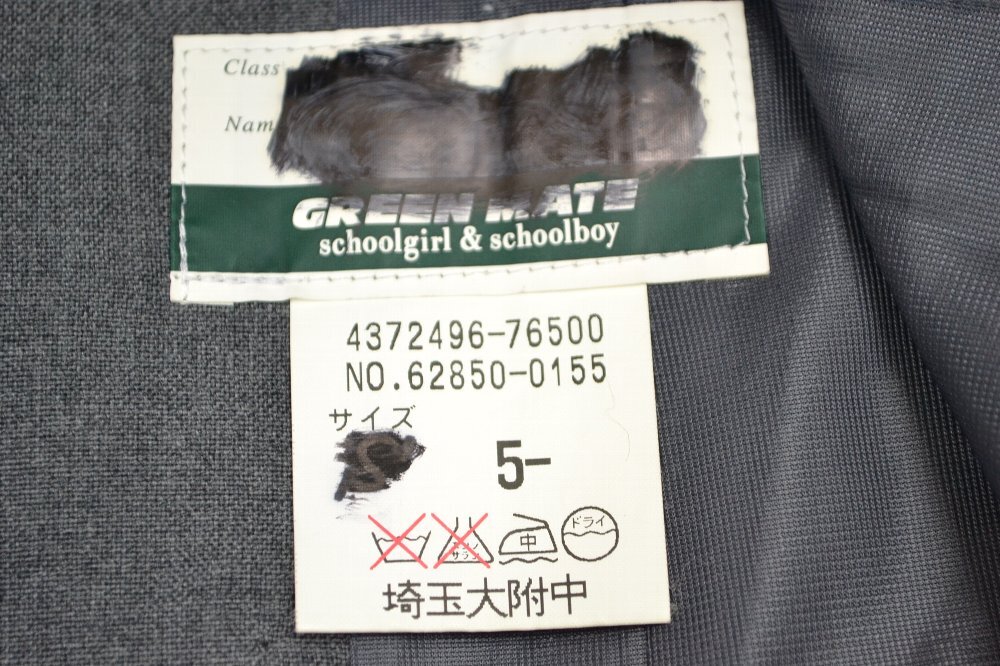 Class
Nam
GREEN MATE
schoolgirl & schoolboy
4372496-76500
NO.62850-0155
サイズ
5-
中
ドライ
埼玉大附中